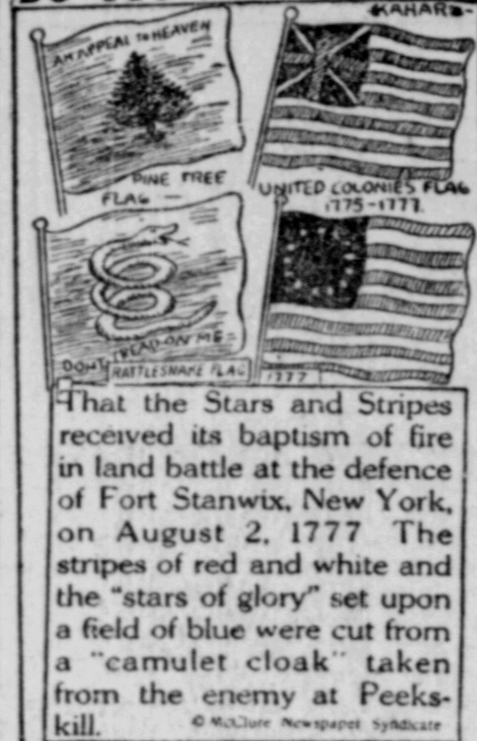 KAHAR
AN APPEAL TO HEAVEN
PINE TREE
FLAG —
UNITED COLONIES FLAG
1775-1777.
DON'T TREAD ON ME
RATTLESNAKE FLAG
1777
That the Stars and Stripes
received its baptism of fire
in land battle at the defence
of Fort Stanwix, New York,
on August 2, 1777 The
stripes of red and white and
the "stars of glory" set upon
a field of blue were cut from
a "camulet cloak" taken
from the enemy at Peeks-
kill. © McClure Newspaper Syndicate